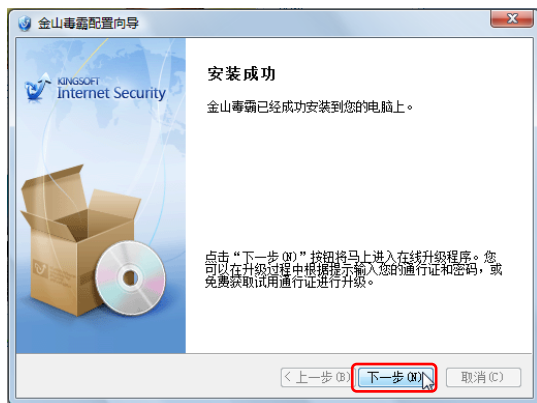 金山毒霸配置向导
KINGSOFT
Internet Security
安装成功
金山毒霸已经成功安装到您的电脑上。
点击“下一步(N)”按钮将马上进入在线升级程序。您
可以在升级过程中根据提示输入您的通行证和密码，或
免费获取试用通行证进行升级。
<上一步(B) 下一步(N) 取消(C)